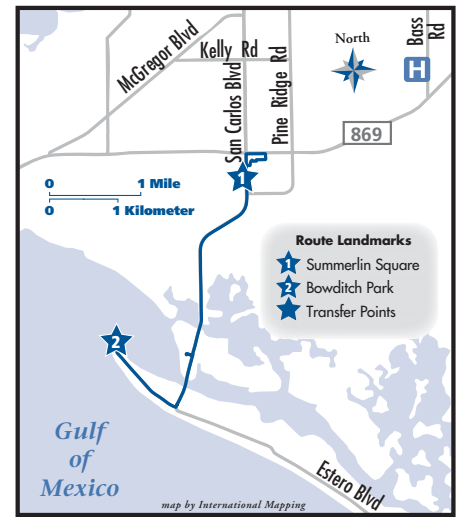 McGregor Blvd
Kelly Rd
San Carlos Blvd
Pine Ridge Rd
North
Bass
Rd
H
869
0 1 Mile
0 1 Kilometer
1
Route Landmarks
1 Summerlin Square
2 Bowditch Park
Transfer Points
2
Gulf
of
Mexico
Estero Blvd
map by International Mapping